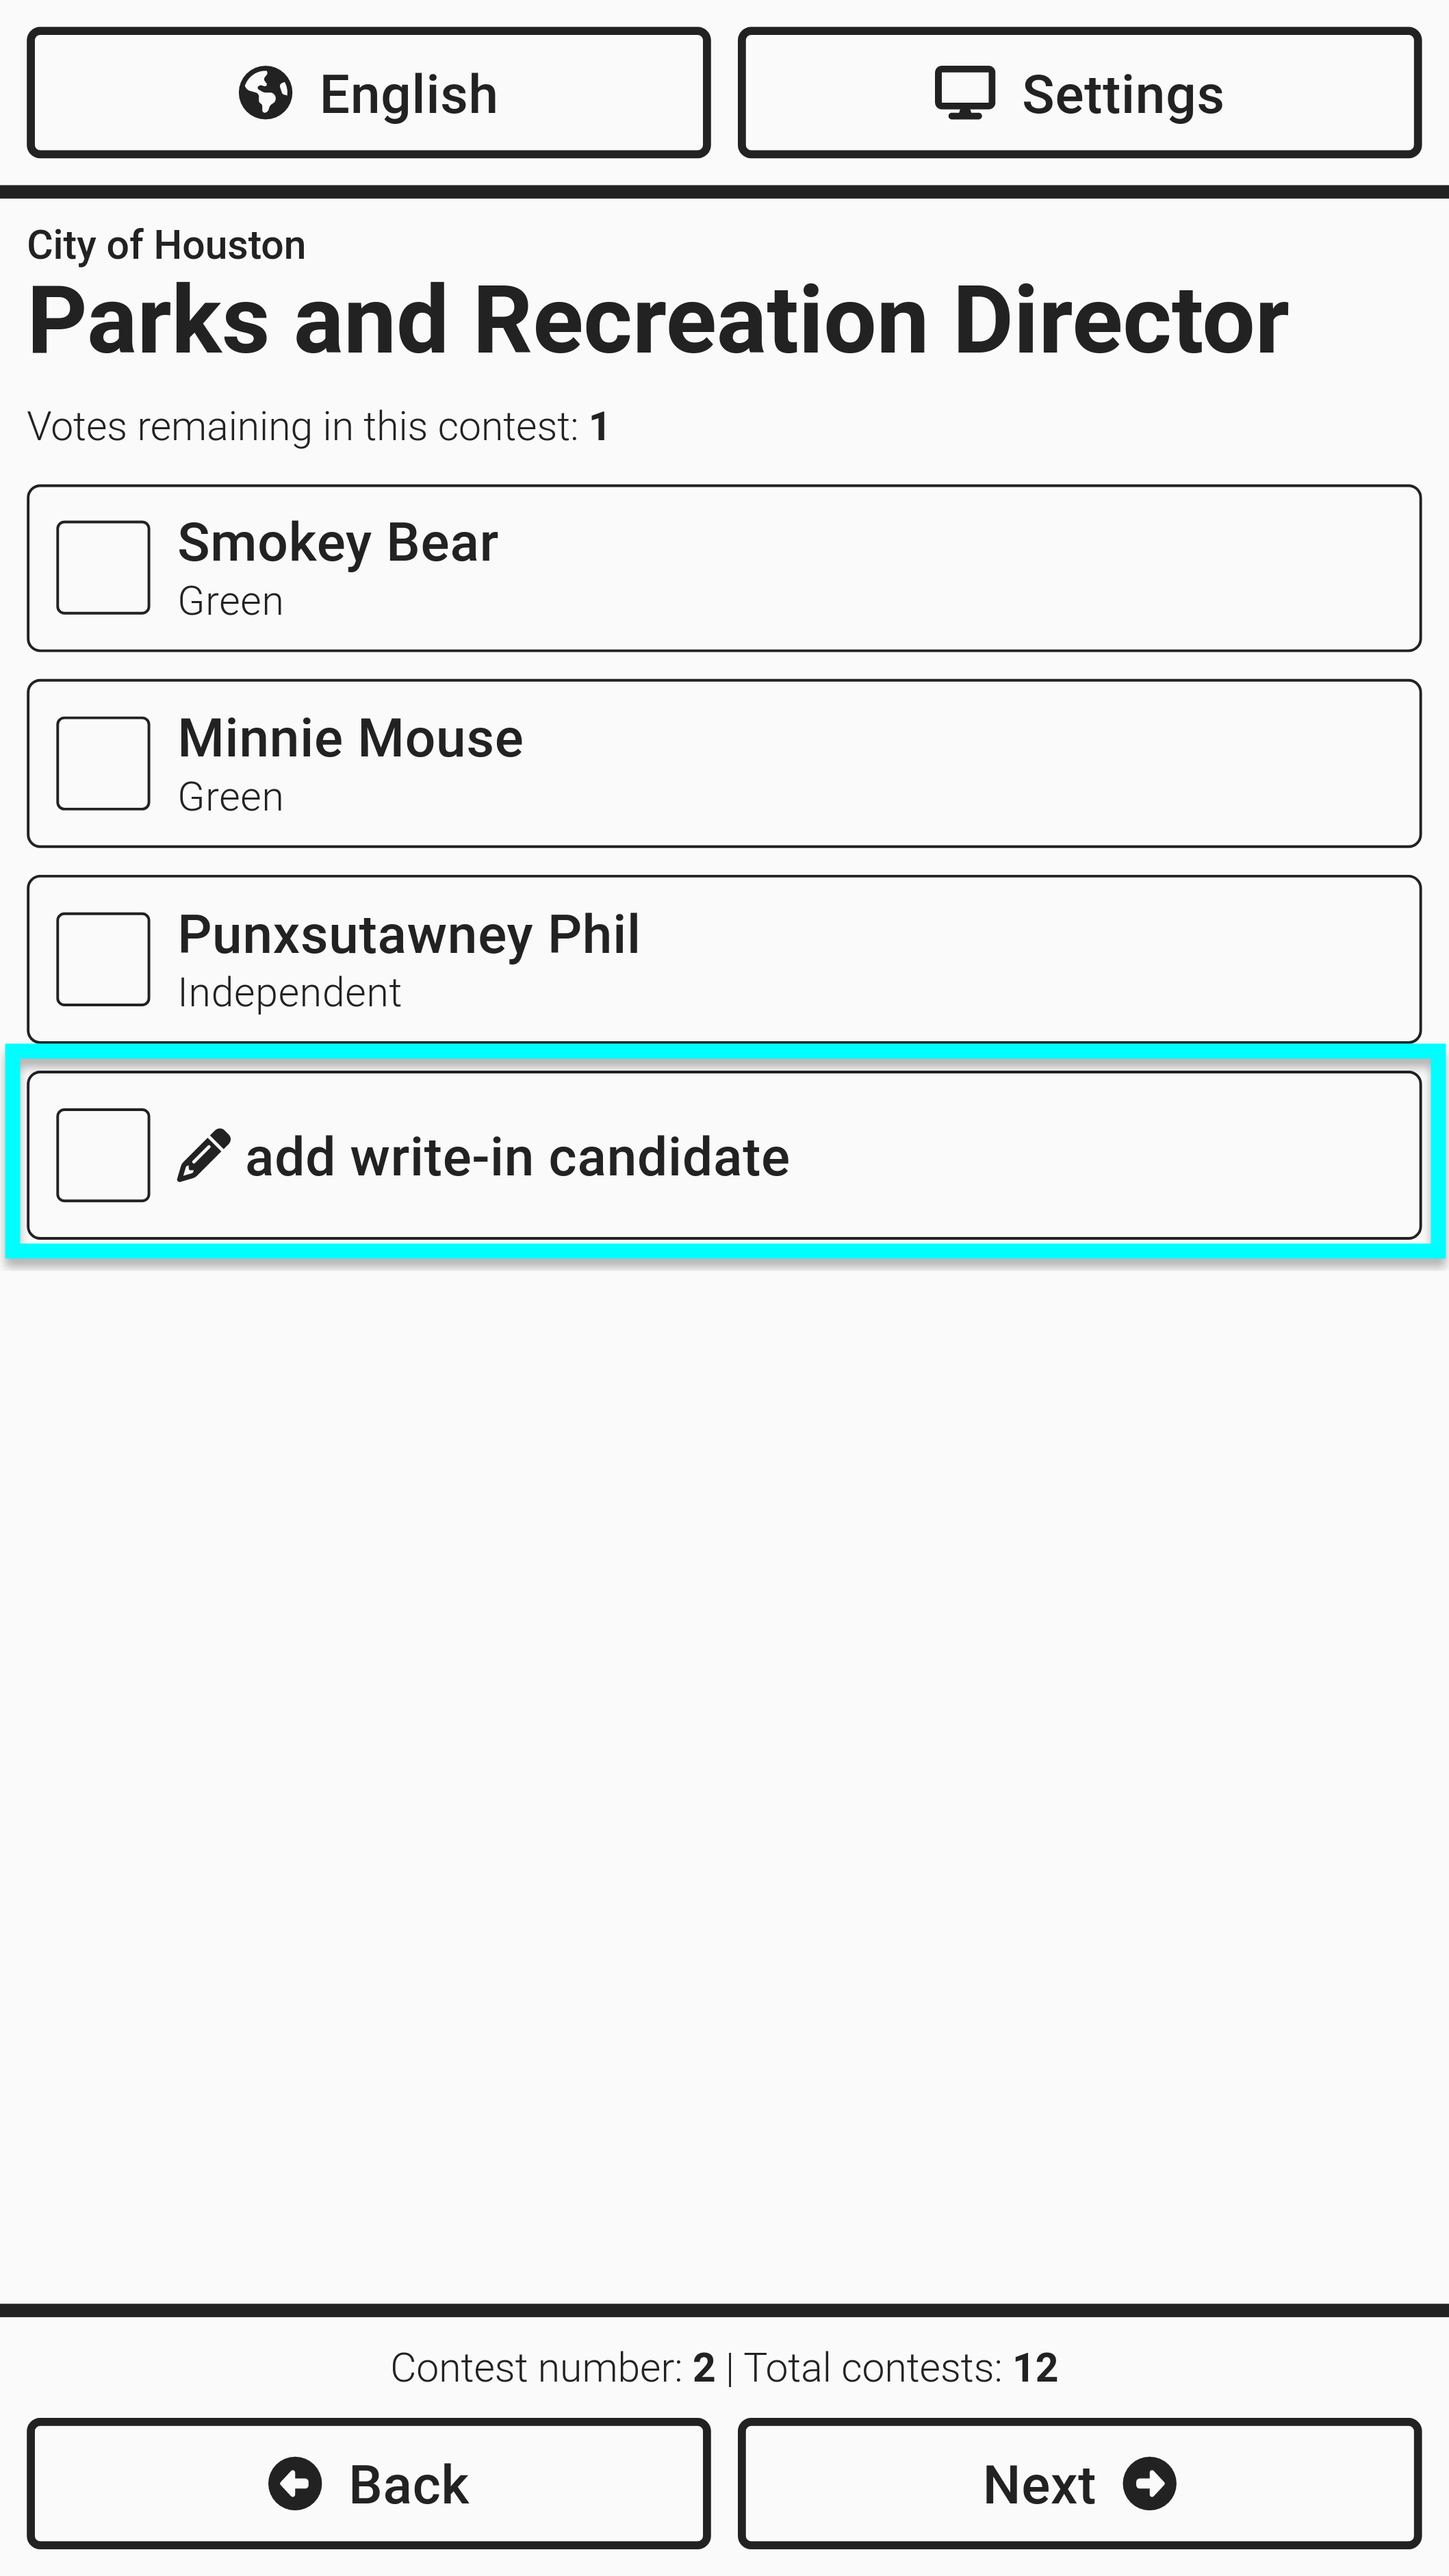 English
Settings
City of Houston
Parks and Recreation Director
Votes remaining in this contest: 1
Smokey Bear
Green
Minnie Mouse
Green
Punxsutawney Phil
Independent
add write-in candidate
Contest number: 2 | Total contests: 12
Back
Next